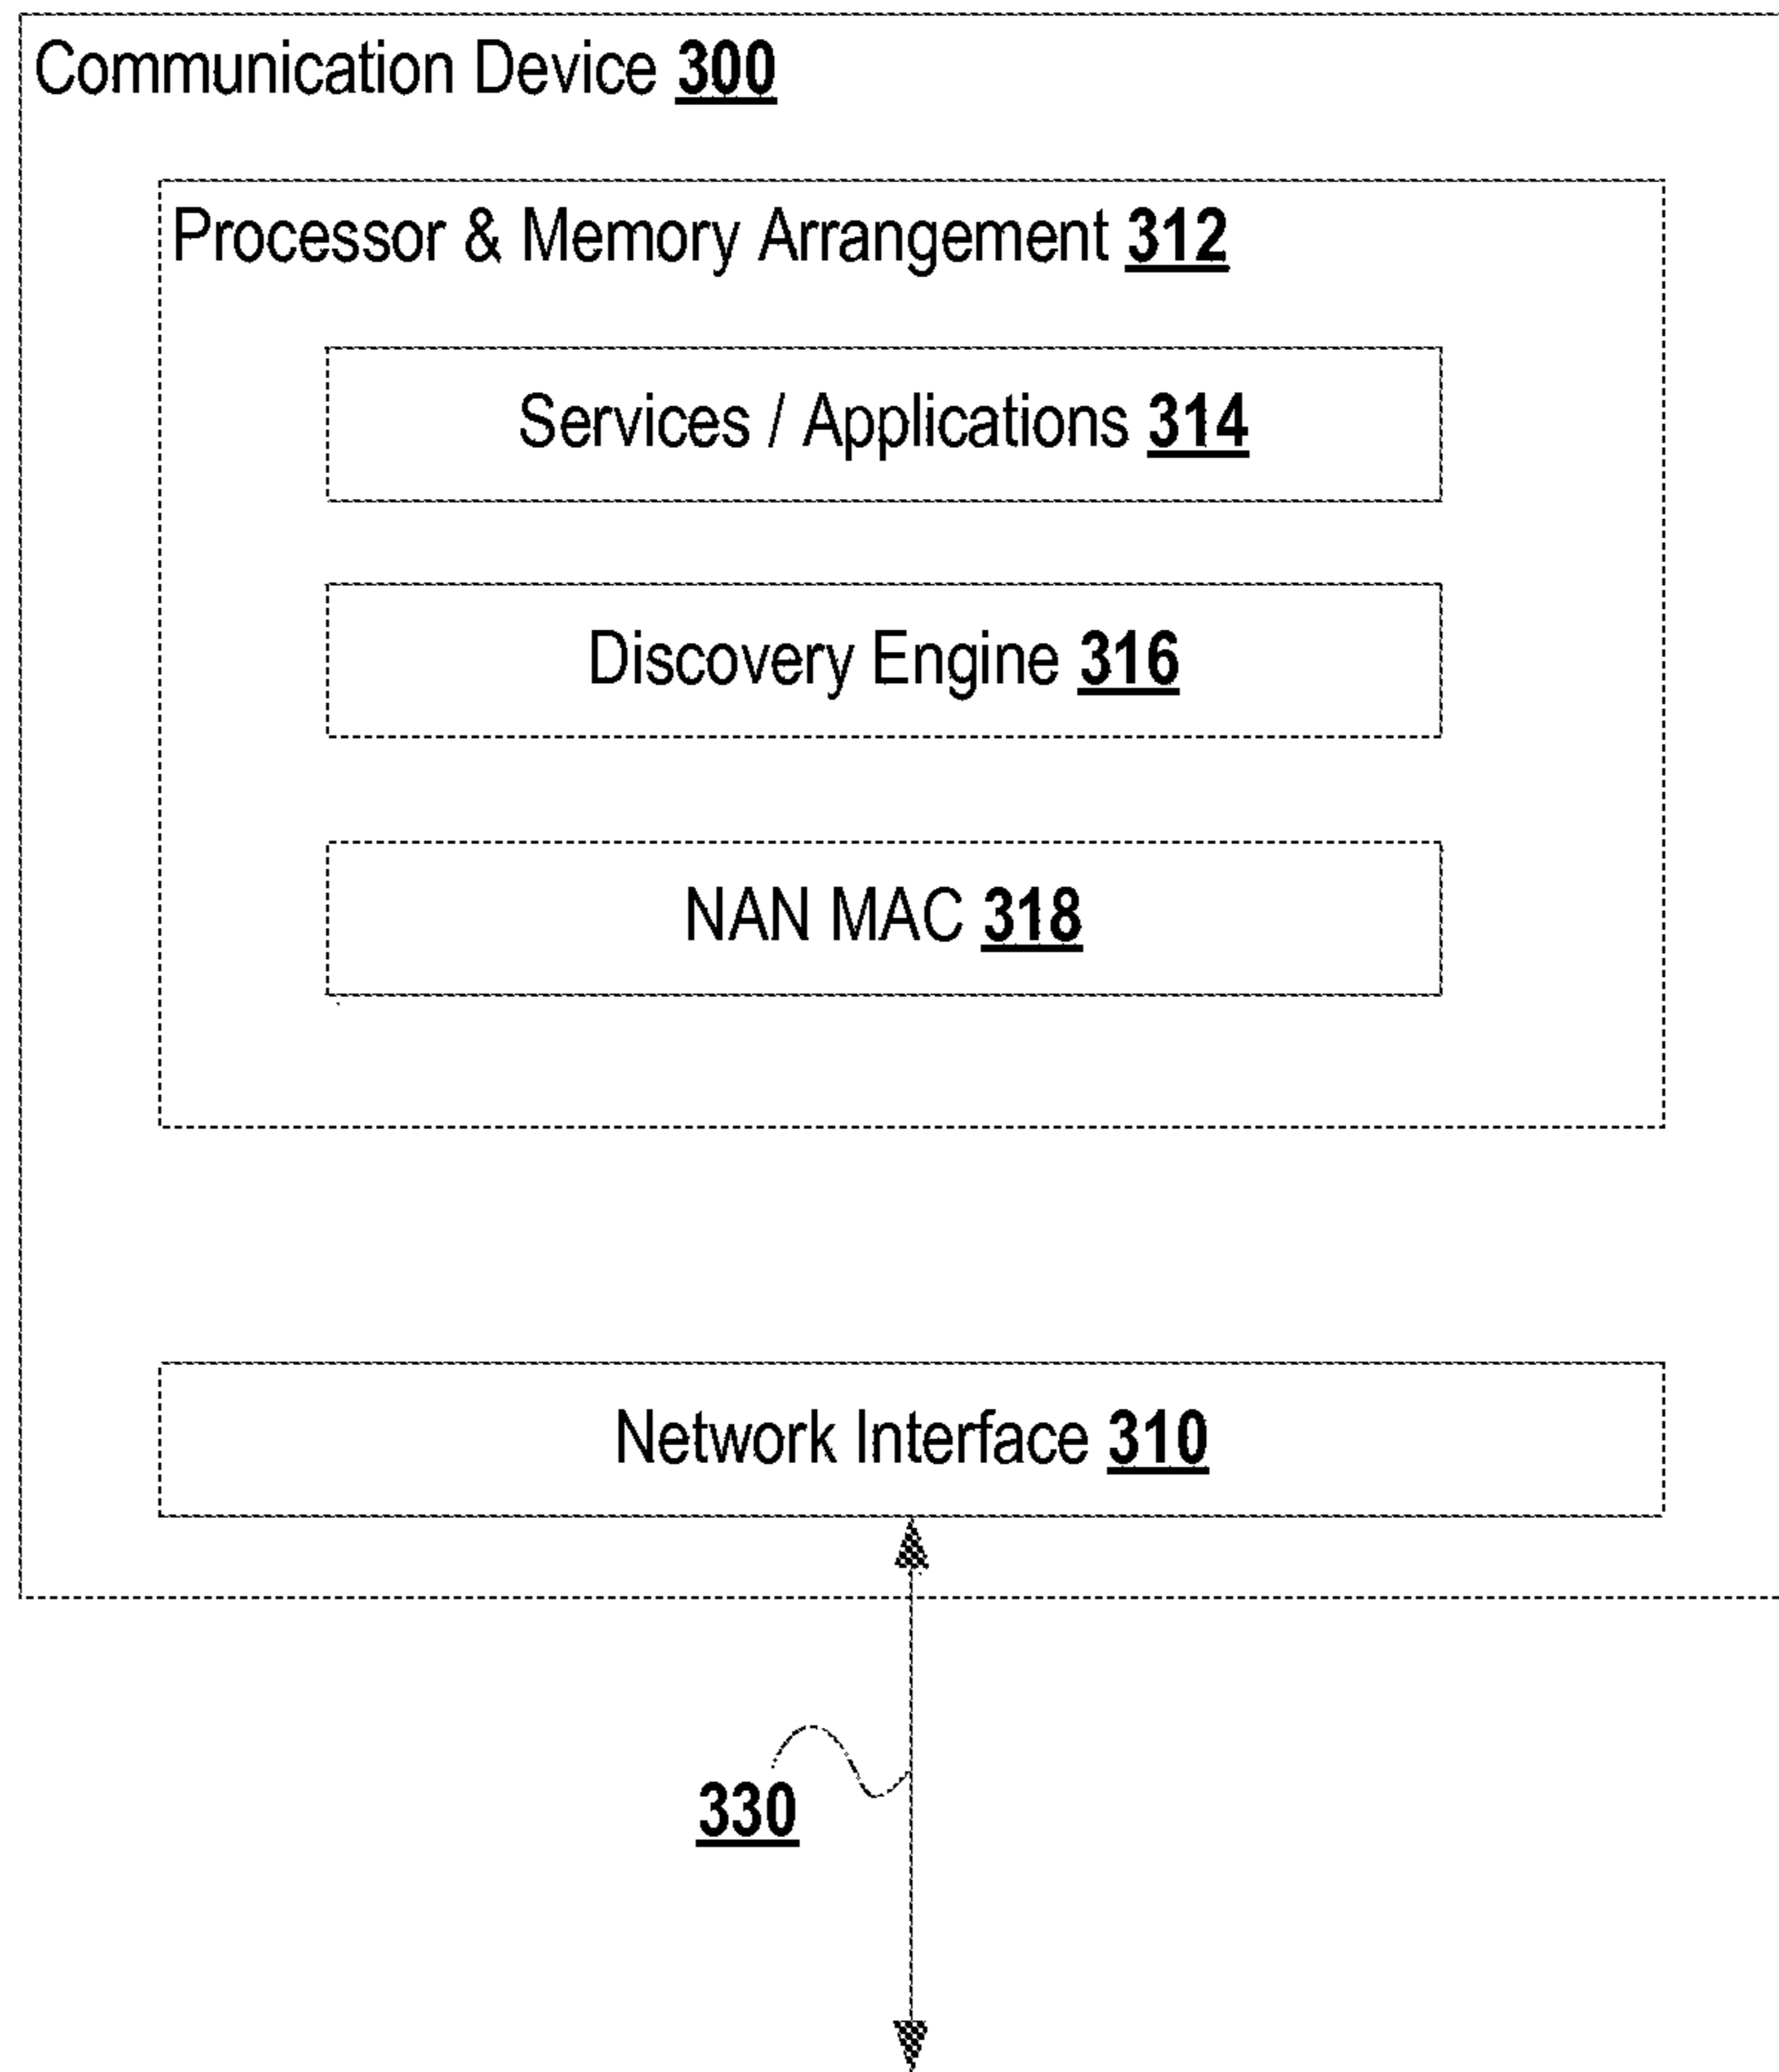 Communication Device 300
Processor & Memory Arrangement 312
Services / Applications 314
Discovery Engine 316
NAN MAC 318
Network Interface 310
330